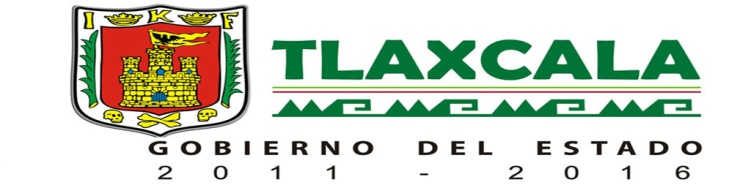 I K F
TLAXCALA
GOBIERNO DEL ESTADO
2011 - 2016